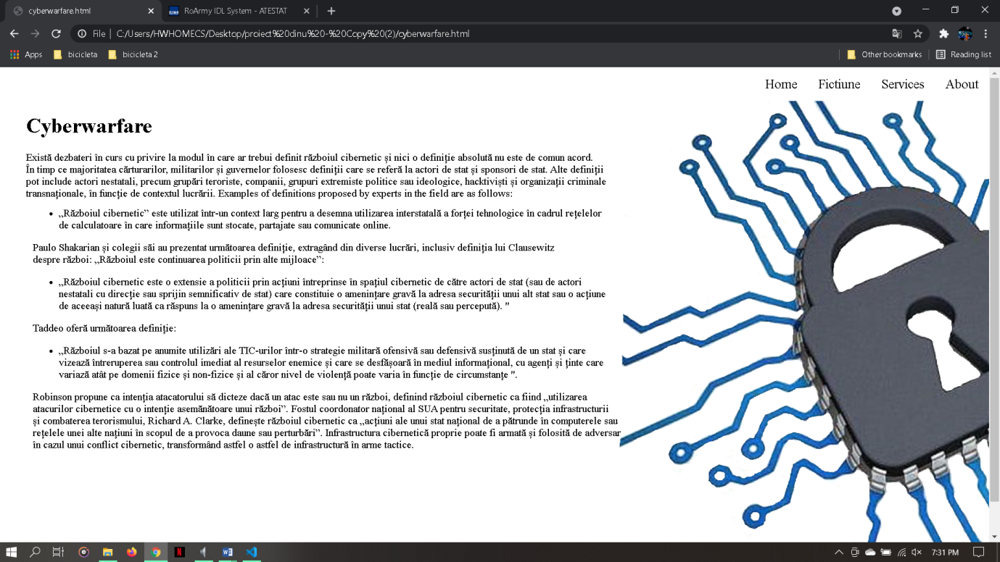 cyberwarfare.html
RoArmy IDL System - ATESTAT
File
C:/Users/HWHOMECS/Desktop/proiect%20dinu%20-%20Copy%20(2)/cyberwarfare.html
Apps
bicicleta
bicicleta 2
Other bookmarks
Reading list
Home
Fictiune
Services
About
Cyberwarfare
Există dezbateri în curs cu privire la modul în care ar trebui definit războiul cibernetic și nici o definiție absolută nu este de comun acord.
În timp ce majoritatea cărturarilor, militarilor și guvernelor folosesc definiții care se referă la actori de stat și sponsori de stat. Alte definiții
pot include actori nestatali, precum grupări teroriste, companii, grupuri extremiste politice sau ideologice, hacktiviști și organizații criminale
transnaționale, în funcție de contextul lucrării. Examples of definitions proposed by experts in the field are as follows:
• „Războiul cibernetic” este utilizat într-un context larg pentru a desemna utilizarea interstatală a forței tehnologice în cadrul rețelelor
de calculatoare în care informațiile sunt stocate, partajate sau comunicate online.
Paulo Shakarian și colegii săi au prezentat următoarea definiție, extragând din diverse lucrări, inclusiv definiția lui Clausewitz
despre război: „Războiul este continuarea politicii prin alte mijloace”:
• „Războiul cibernetic este o extensie a politicii prin acțiuni întreprinse în spațiul cibernetic de către actori de stat (sau de actori
nestatali cu direcție sau sprijin semnificativ de stat) care constituie o amenințare gravă la adresa securității unui alt stat sau o acțiune
de aceeași natură luată ca răspuns la o amenințare gravă la adresa securității unui stat (reală sau percepută). "
Taddeo oferă următoarea definiție:
• „Războiul s-a bazat pe anumite utilizări ale TIC-urilor într-o strategie militară ofensivă sau defensivă susținută de un stat și care
vizează întreruperea sau controlul imediat al resurselor enemice și care se desfășoară în mediul informațional, cu agenți și ținte care
variază atât pe domenii fizice și non-fizice și al căror nivel de violență poate varia în funcție de circumstanțe ".
Robinson propune ca intenția atacatorului să dicteze dacă un atac este sau nu un război, definind războiul cibernetic ca fiind „utilizarea
atacurilor cibernetice cu o intenție asemănătoare unui război”. Fostul coordonator național al SUA pentru securitate, protecția infrastructurii
și combaterea terorismului, Richard A. Clarke, definește războiul cibernetic ca „acțiuni ale unui stat național de a pătrunde în computerele sau
rețelele unei alte națiuni în scopul de a provoca daune sau perturbări”. Infrastructura cibernetică proprie poate fi armată și folosită de adversar
în cazul unui conflict cibernetic, transformând astfel o astfel de infrastructură în arme tactice.
7:31 PM